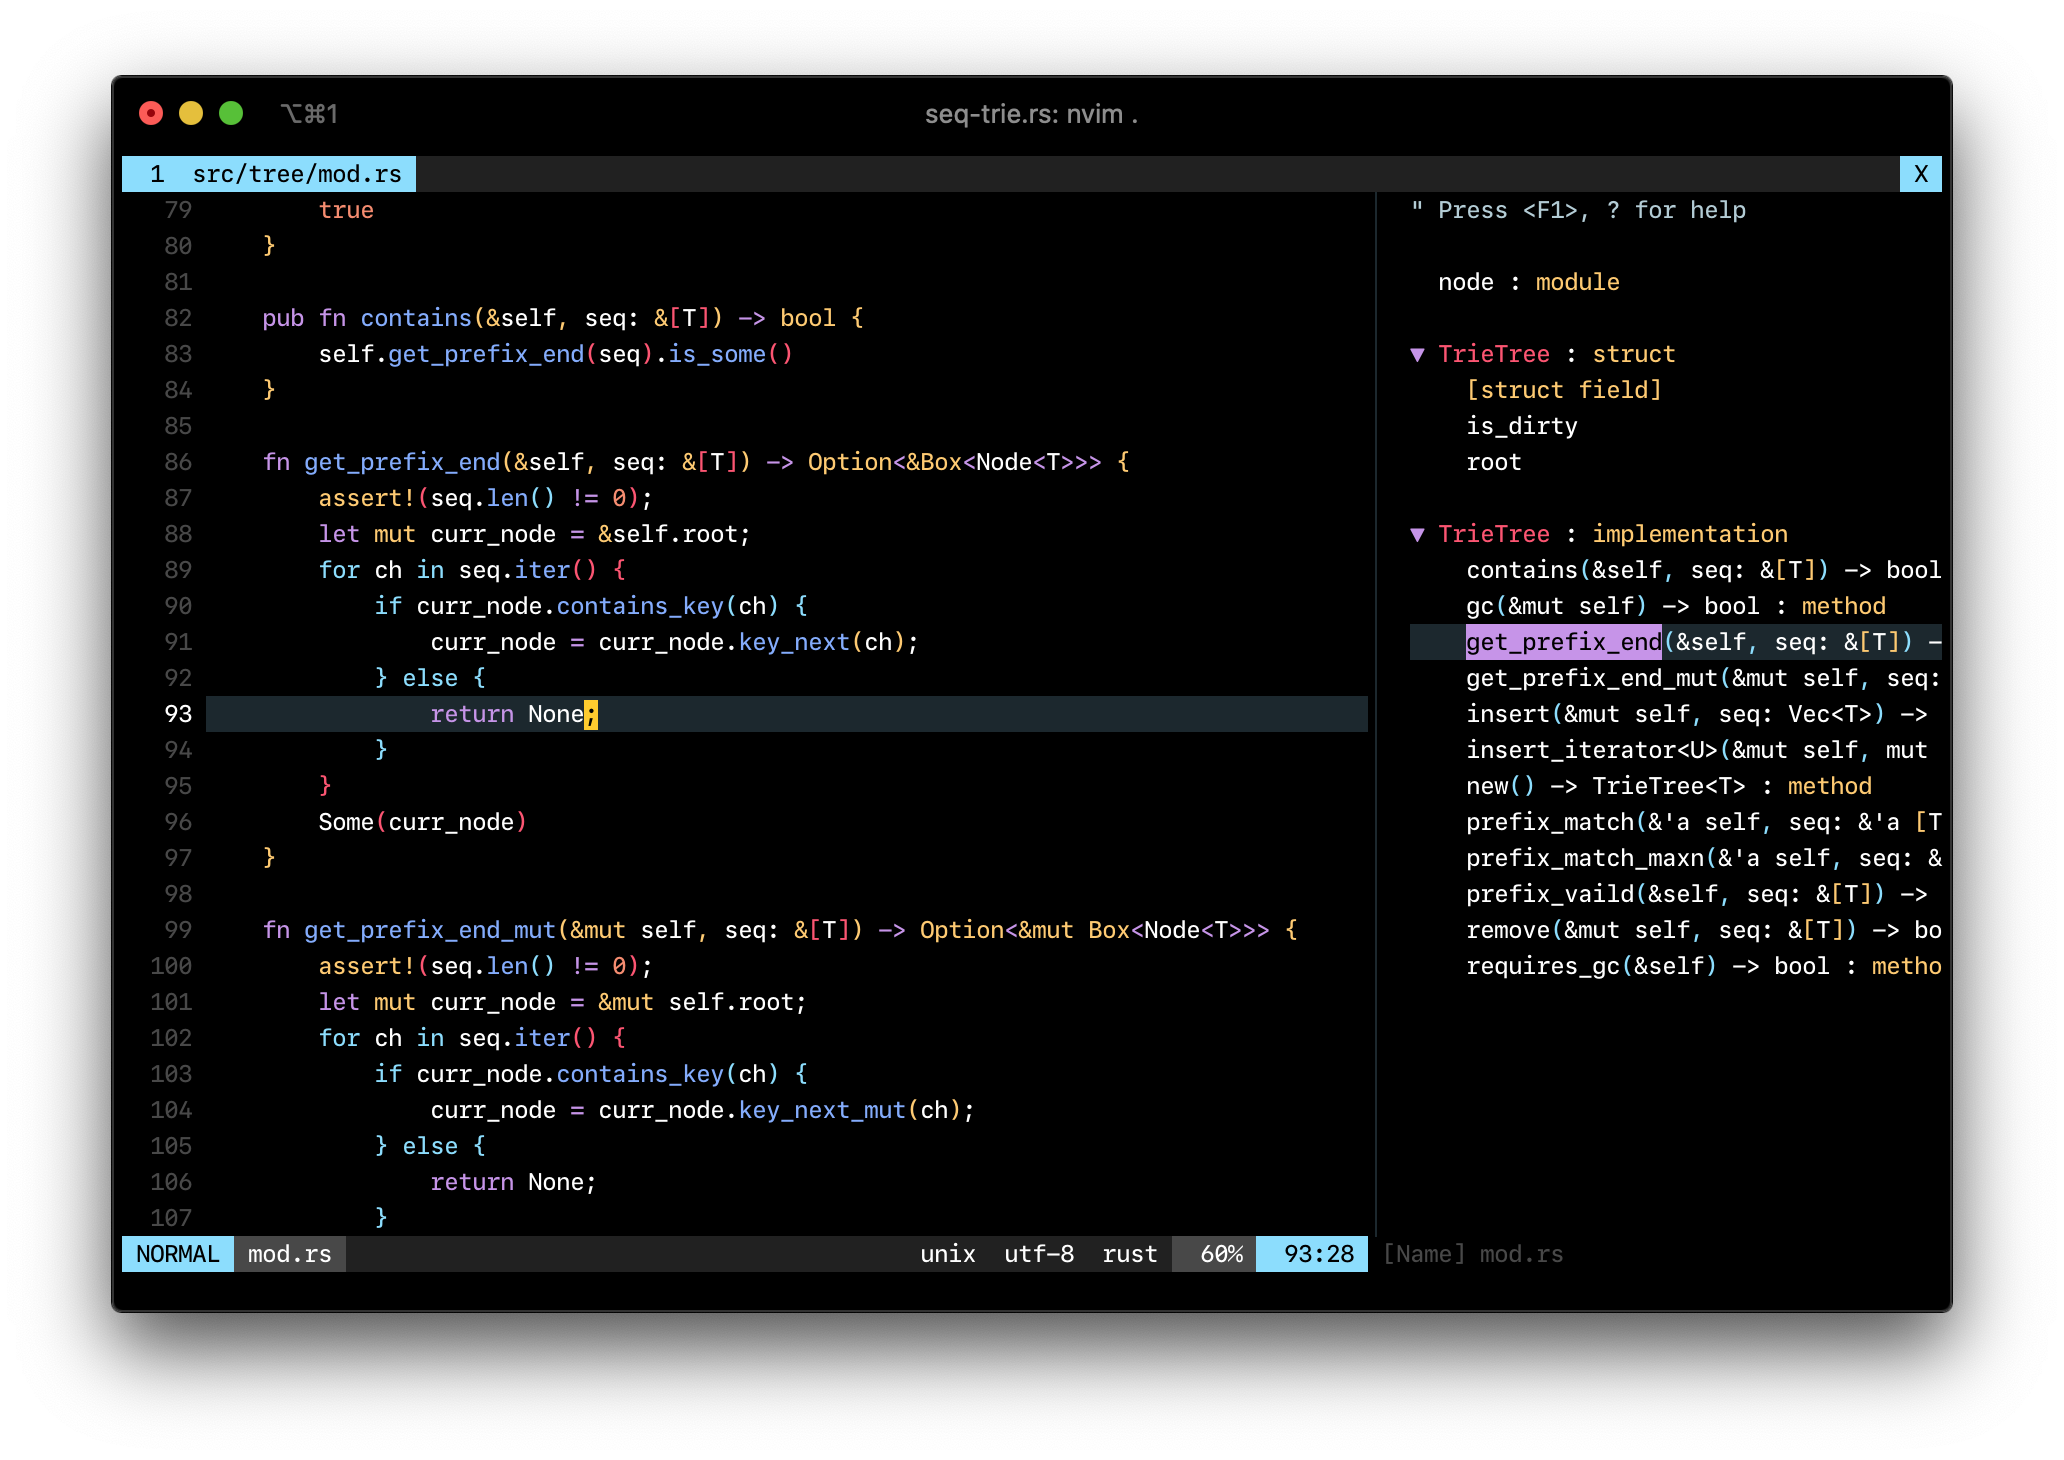 ⌥⌘1 seq-trie.rs: nvim .
1 src/tree/mod.rs X
79         true
80     }
81
82     pub fn contains(&self, seq: &[T]) -> bool {
83         self.get_prefix_end(seq).is_some()
84     }
85
86     fn get_prefix_end(&self, seq: &[T]) -> Option<&Box<Node<T>>> {
87         assert!(seq.len() != 0);
88         let mut curr_node = &self.root;
89         for ch in seq.iter() {
90             if curr_node.contains_key(ch) {
91                 curr_node = curr_node.key_next(ch);
92             } else {
93                 return None;
94             }
95         }
96         Some(curr_node)
97     }
98
99     fn get_prefix_end_mut(&mut self, seq: &[T]) -> Option<&mut Box<Node<T>>> {
100         assert!(seq.len() != 0);
101         let mut curr_node = &mut self.root;
102         for ch in seq.iter() {
103             if curr_node.contains_key(ch) {
104                 curr_node = curr_node.key_next_mut(ch);
105             } else {
106                 return None;
107             }
NORMAL mod.rs unix utf-8 rust 60% 93:28
" Press <F1>, ? for help
node : module
▼ TrieTree : struct
[struct field]
is_dirty
root
▼ TrieTree : implementation
contains(&self, seq: &[T]) -> bool
gc(&mut self) -> bool : method
get_prefix_end(&self, seq: &[T]) -
get_prefix_end_mut(&mut self, seq:
insert(&mut self, seq: Vec<T>) ->
insert_iterator<U>(&mut self, mut
new() -> TrieTree<T> : method
prefix_match(&'a self, seq: &'a [T
prefix_match_maxn(&'a self, seq: &
prefix_vaild(&self, seq: &[T]) ->
remove(&mut self, seq: &[T]) -> bo
requires_gc(&self) -> bool : metho
[Name] mod.rs